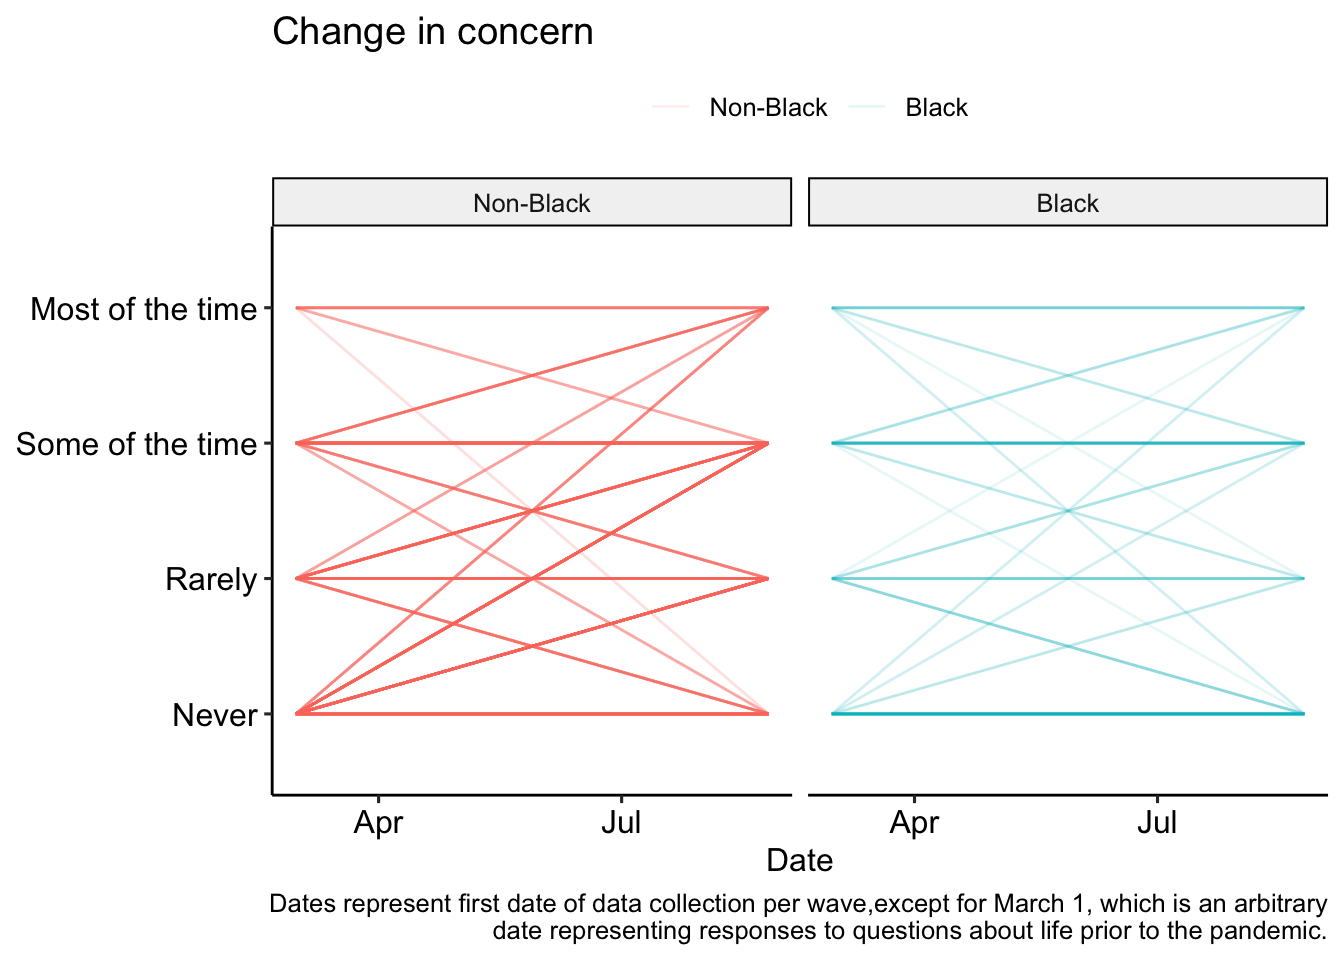 Change in concern
Non-Black Black
Non-Black Black
Most of the time
Some of the time
Rarely
Never
Apr Jul Apr Jul
Date
Dates represent first date of data collection per wave,except for March 1, which is an arbitrary
date representing responses to questions about life prior to the pandemic.